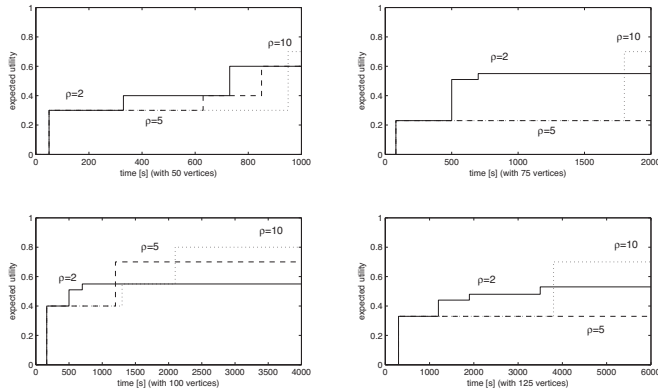 1
0.8
0.6
0.4
0.2
0
expected utility
ρ=10
ρ=2
ρ=5
0 200 400 600 800 1000
time [s] (with 50 vertices)
1
0.8
0.6
0.4
0.2
0
expected utility
ρ=10
ρ=2
ρ=5
0 500 1000 1500 2000
time [s] (with 75 vertices)
1
0.8
0.6
0.4
0.2
0
expected utility
ρ=10
ρ=5
ρ=2
0 500 1000 1500 2000 2500 3000 3500 4000
time [s] (with 100 vertices)
1
0.8
0.6
0.4
0.2
0
expected utility
ρ=10
ρ=2
ρ=5
0 1000 2000 3000 4000 5000 6000
time [s] (with 125 vertices)